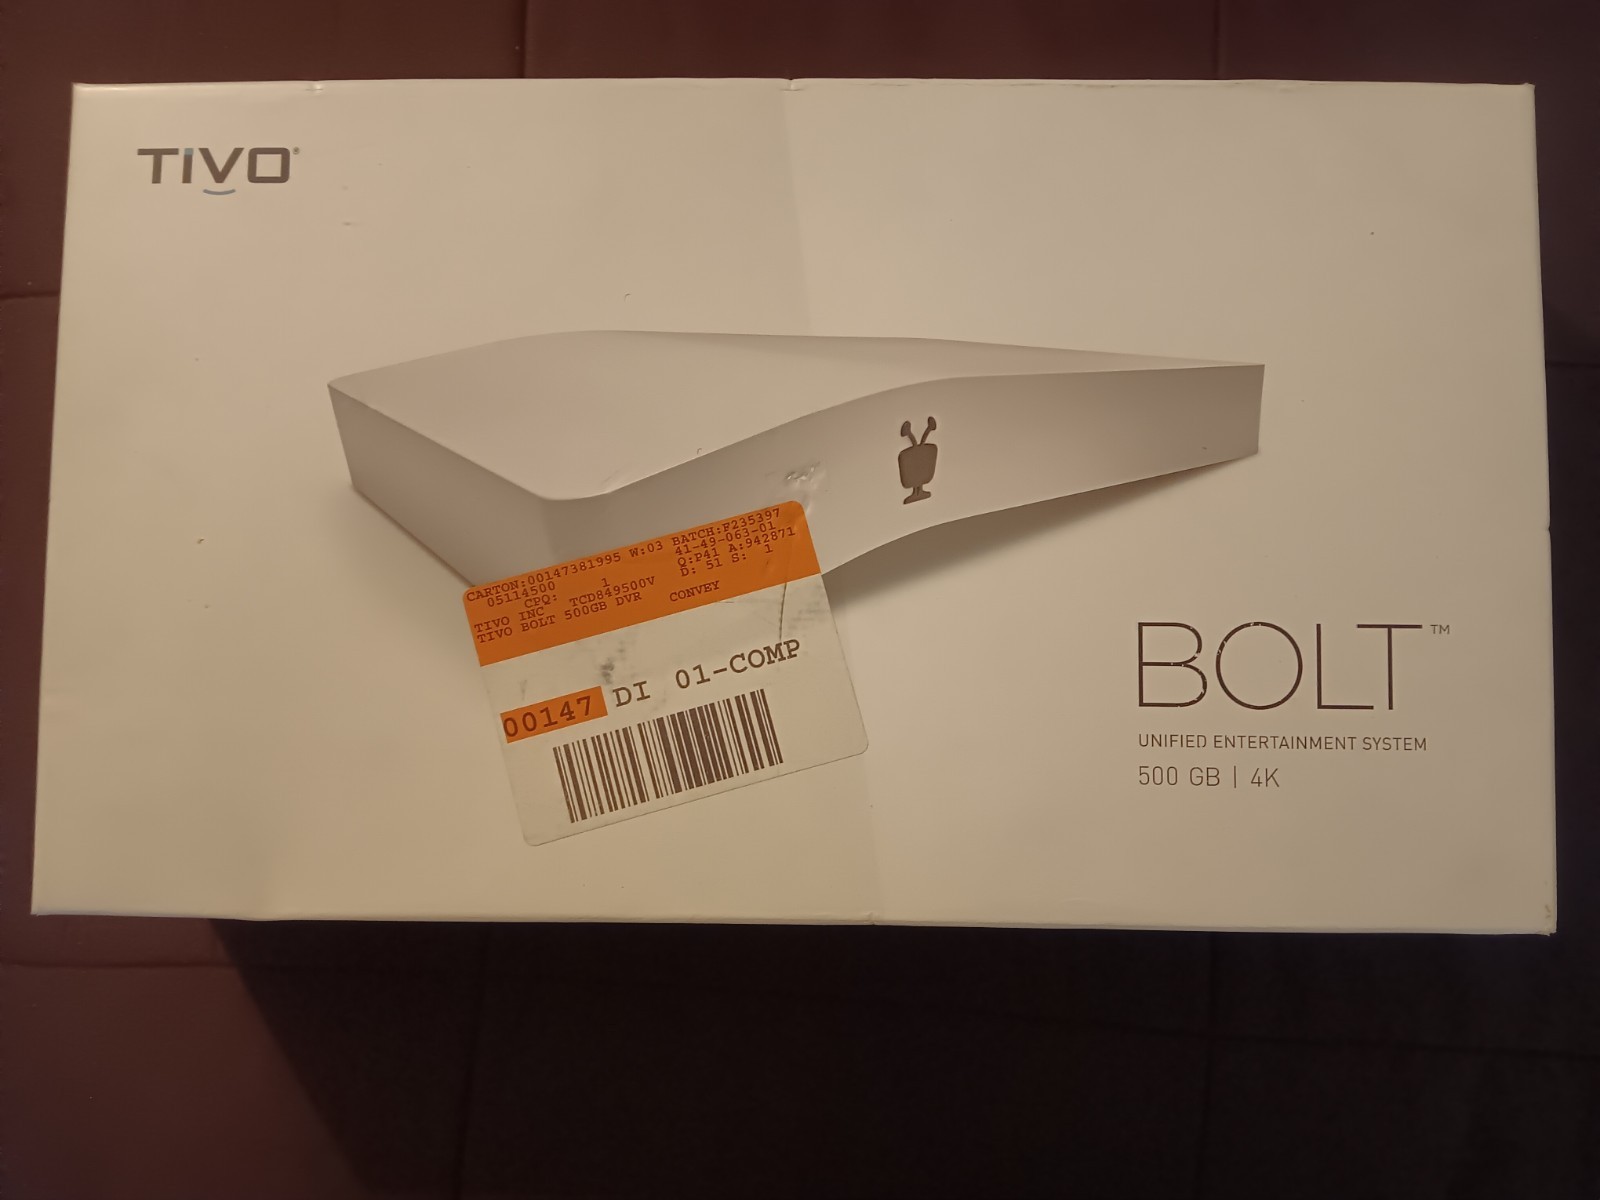 TIVO®
CARTON:00147381995 W:03 BATCH:F235397
05114500 1 41-49-063-01
CPQ: Q:P41 A:942871
TIVO INC TCD849500V D: 51 S: 1
TIVO BOLT 500GB DVR CONVEY
00147 DI 01-COMP
BOLT™
UNIFIED ENTERTAINMENT SYSTEM
500 GB | 4K